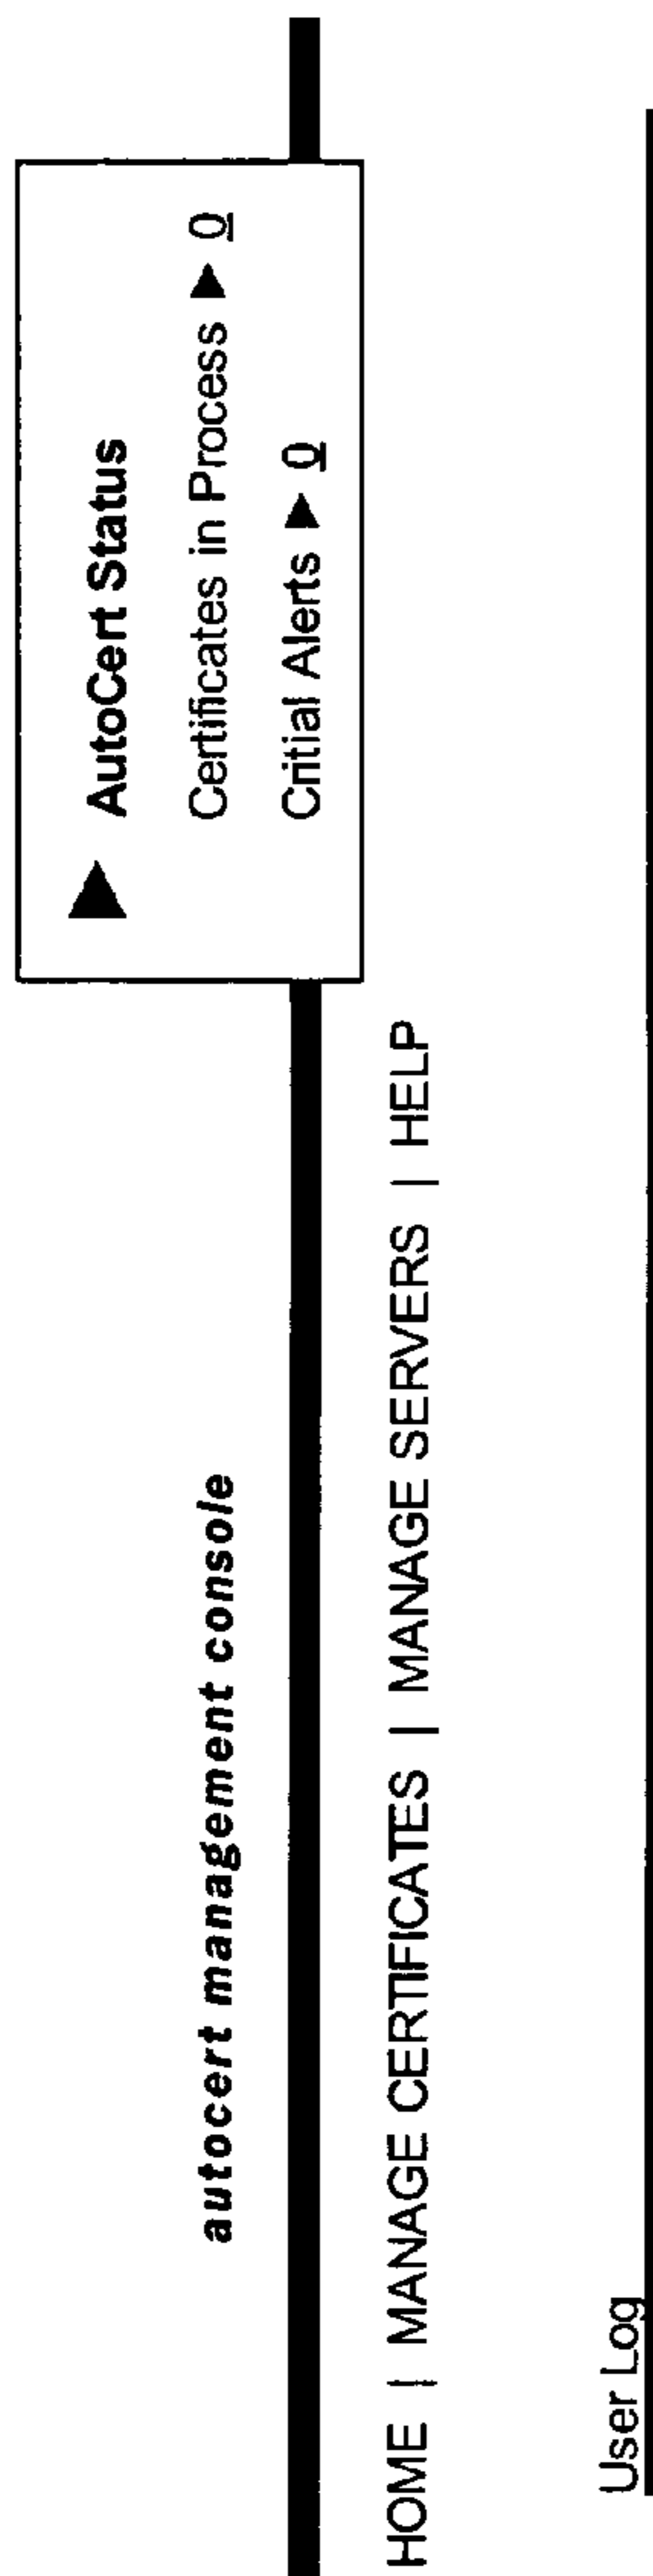 AutoCert Status
Certificates in Process ▶ 0
Critial Alerts ▶ 0
autocert management console
HOME | MANAGE CERTIFICATES | MANAGE SERVERS | HELP
User Log